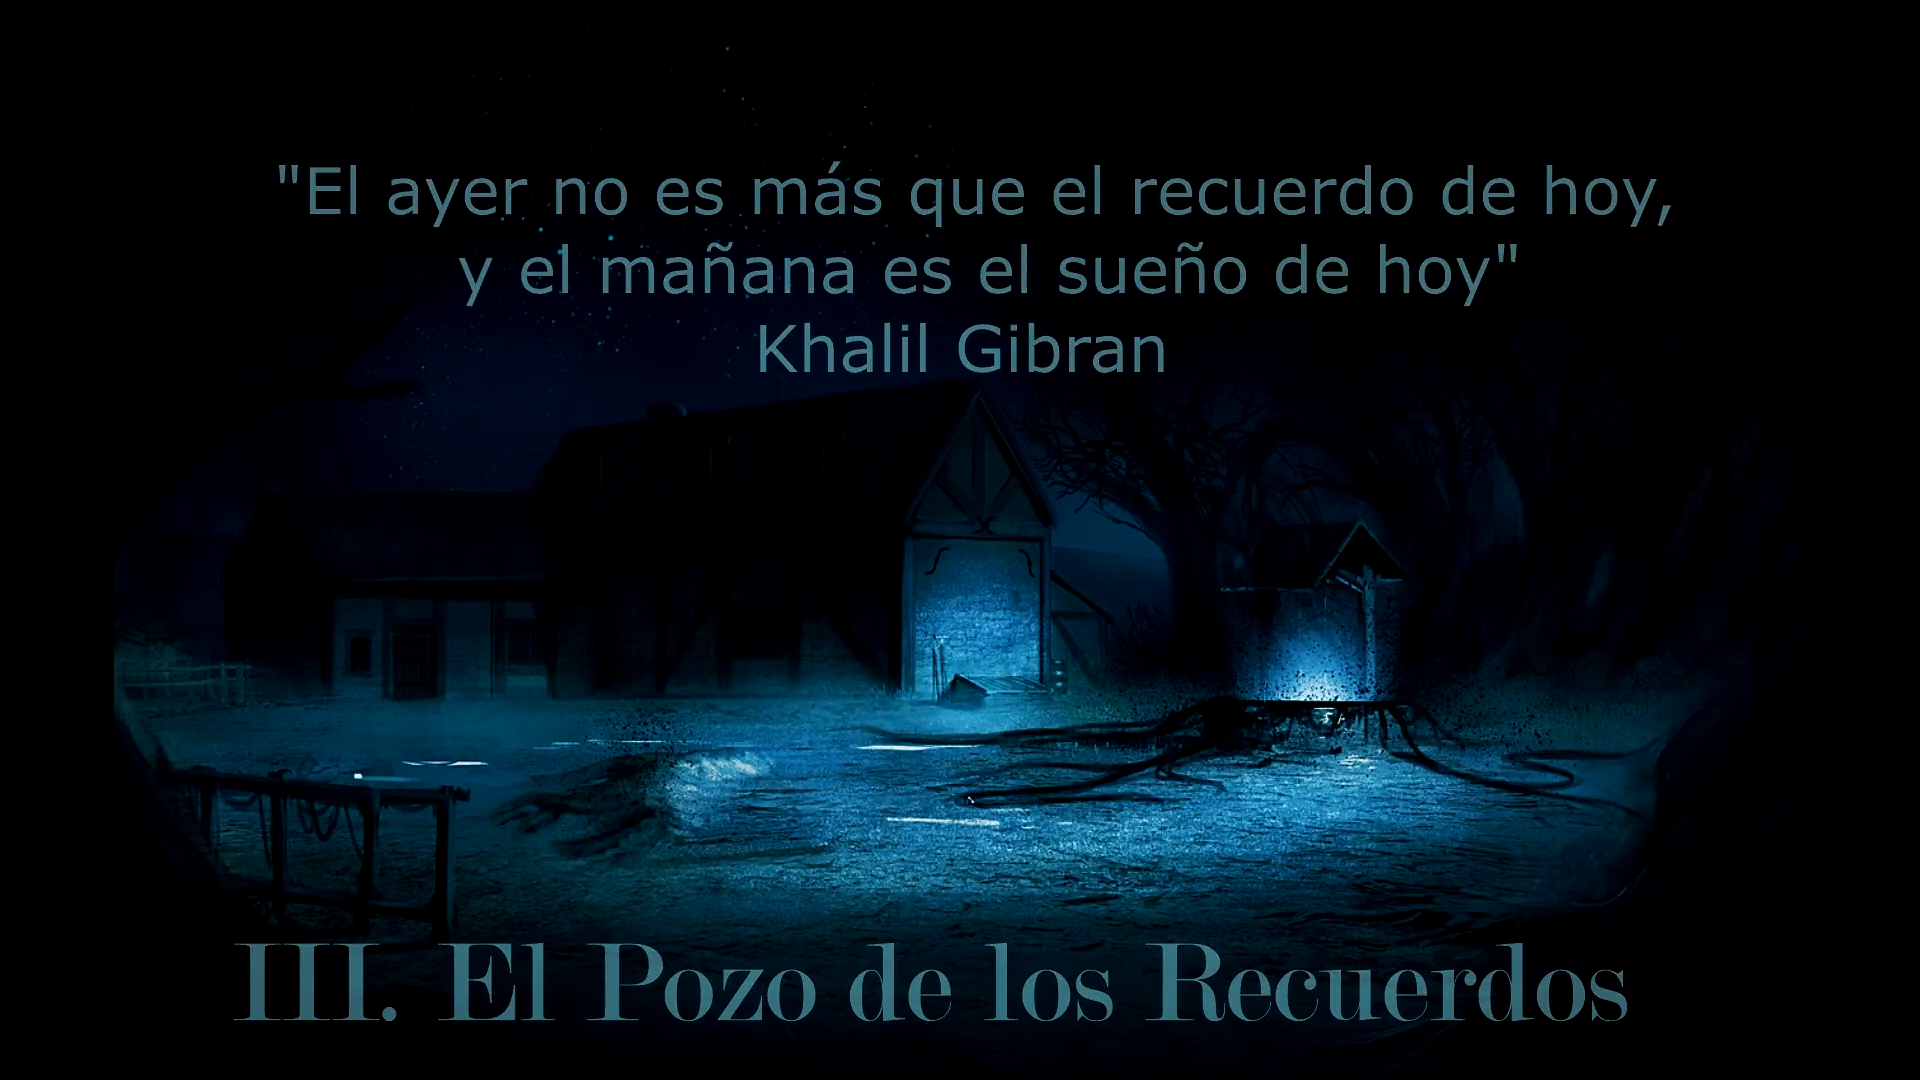 "El ayer no es más que el recuerdo de hoy,
y el mañana es el sueño de hoy"
Khalil Gibran
III. El Pozo de los Recuerdos